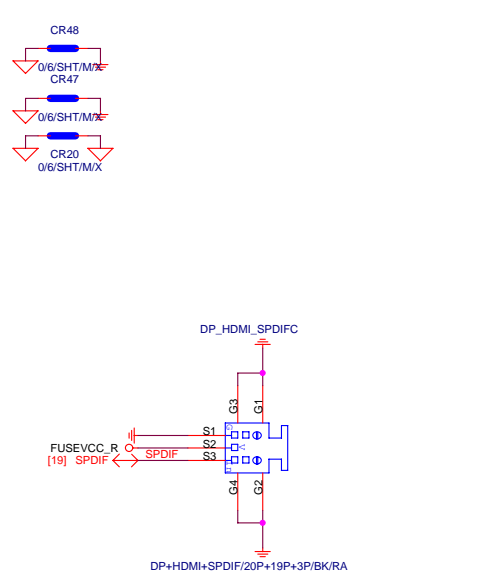 CR48
0/6/SHT/M/X
CR47
0/6/SHT/M/X
CR20
0/6/SHT/M/X
DP_HDMI_SPDIFC
G3
G1
S1
FUSEVCC_R
S2
[19] SPDIF
SPDIF
S3
G4
G2
DP+HDMI+SPDIF/20P+19P+3P/BK/RA